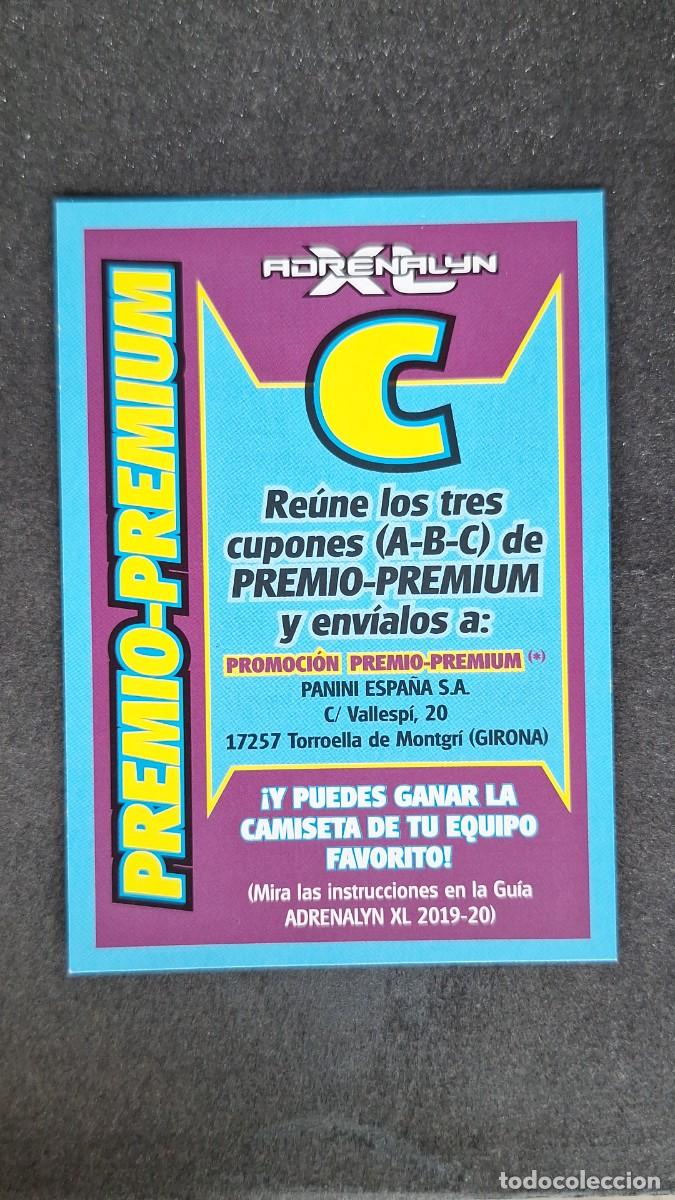 ADRENALYN
XL
PREMIO-PREMIUM
C
Reúne los tres
cupones (A-B-C) de
PREMIO-PREMIUM
y envíalos a:
PROMOCIÓN PREMIO-PREMIUM (*)
PANINI ESPAÑA S.A.
C/ Vallespí, 20
17257 Torroella de Montgrí (GIRONA)
¡Y PUEDES GANAR LA
CAMISETA DE TU EQUIPO
FAVORITO!
(Mira las instrucciones en la Guía
ADRENALYN XL 2019-20)
todocoleccion